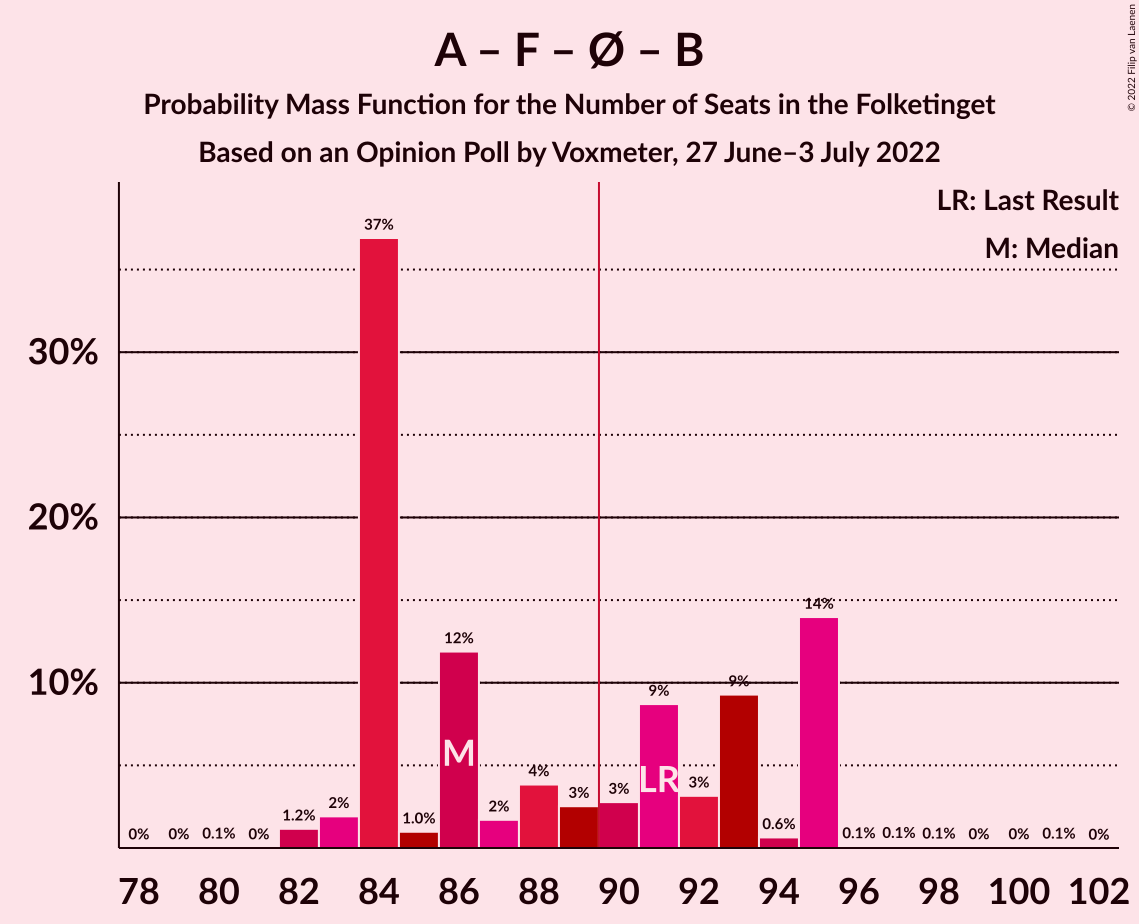 A – F – Ø – B
Probability Mass Function for the Number of Seats in the Folketinget
Based on an Opinion Poll by Voxmeter, 27 June–3 July 2022
© 2022 Filip van Laenen
LR: Last Result
M: Median
30%
20%
10%
0% 0% 0.1% 0% 1.2% 2% 37% 1.0% 12% 2% 4% 3% 3% 9% 3% 9% 0.6% 14% 0.1% 0.1% 0.1% 0% 0% 0.1% 0%
M
LR
78 80 82 84 86 88 90 92 94 96 98 100 102